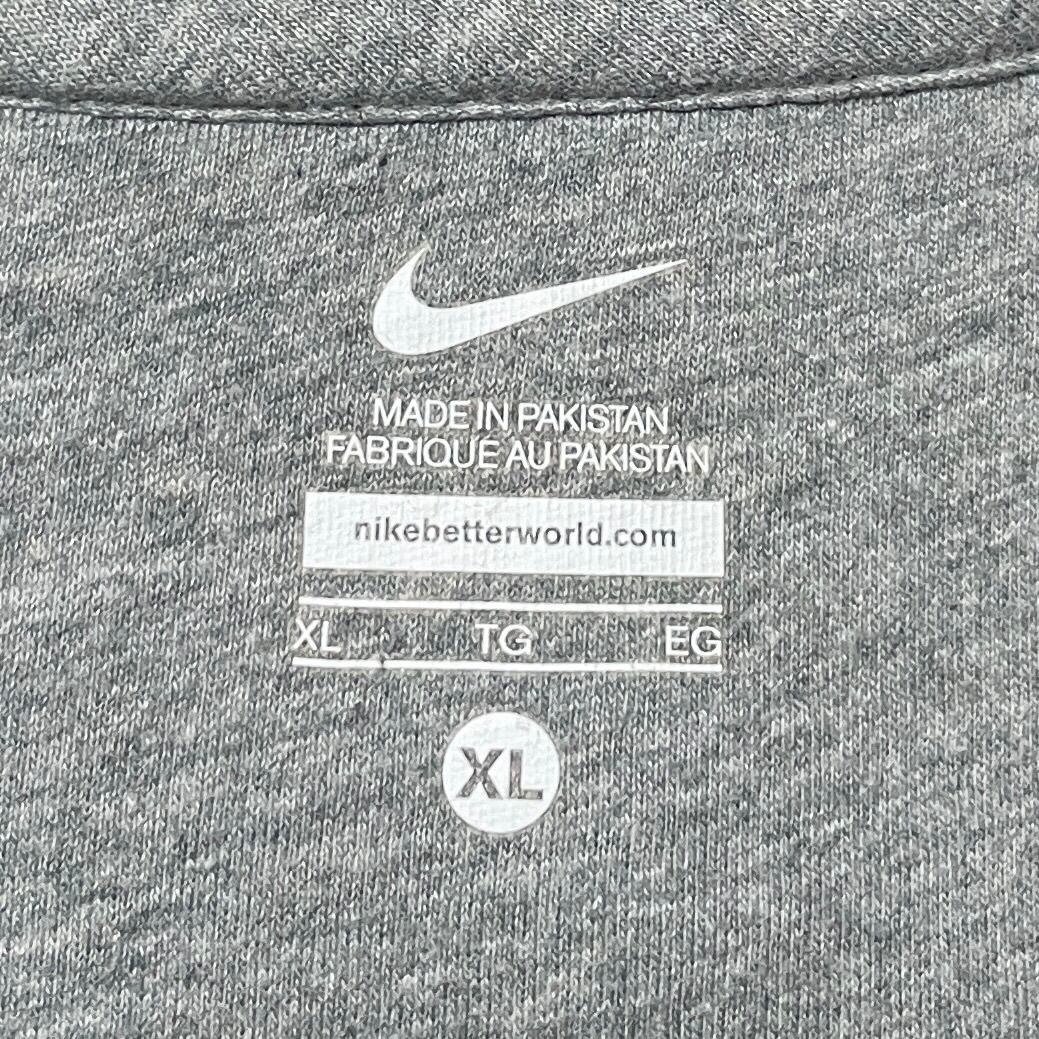 MADE IN PAKISTAN
FABRIQUE AU PAKISTAN
nikebetterworld.com
XL TG EG
XL